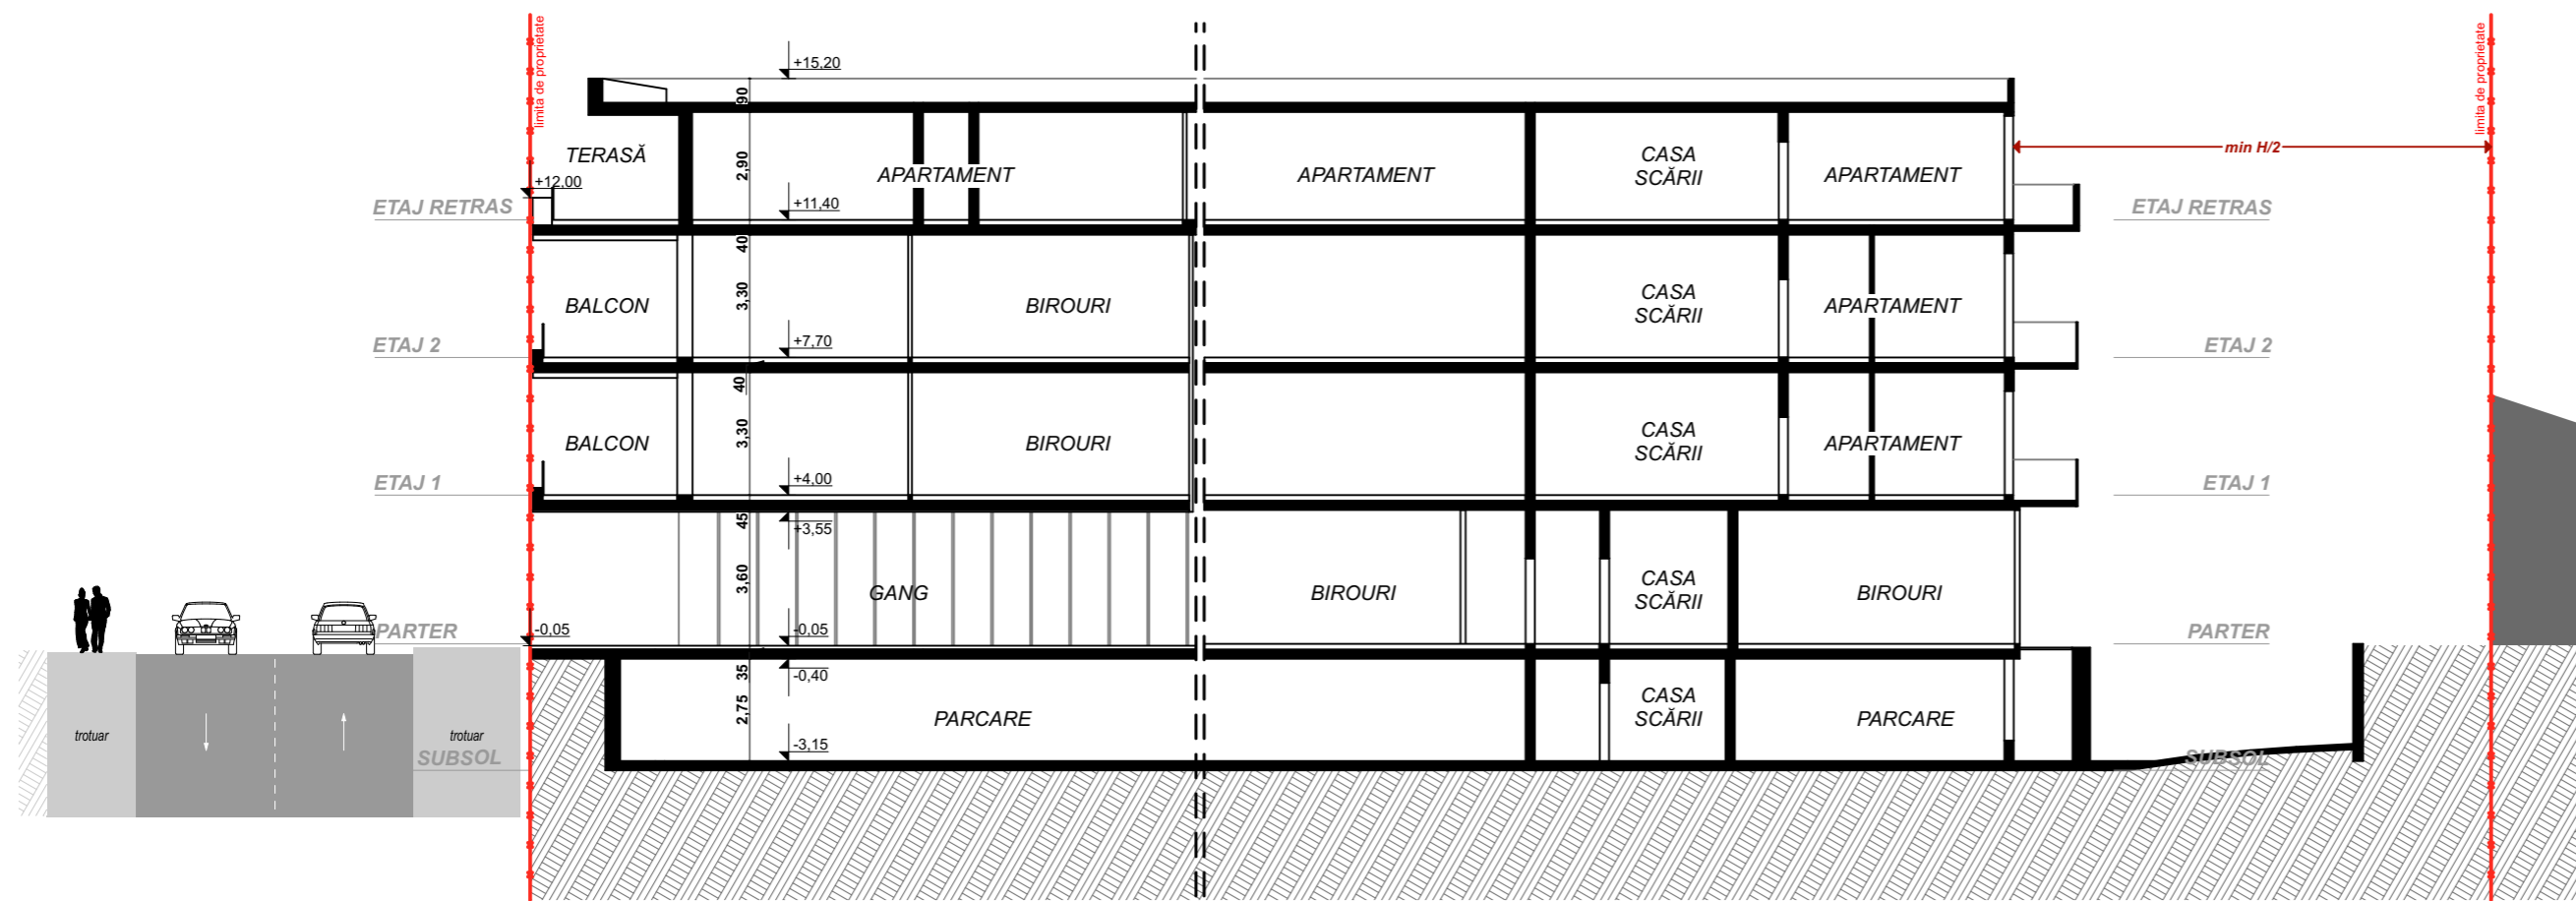 limita de proprietate
limita de proprietate
+15,20
90
TERASĂ
2,90
APARTAMENT
APARTAMENT
CASA
SCĂRII
APARTAMENT
min H/2
+12,00
ETAJ RETRAS
+11,40
ETAJ RETRAS
40
BALCON
3,30
BIROURI
CASA
SCĂRII
APARTAMENT
ETAJ 2
+7,70
ETAJ 2
40
BALCON
3,30
BIROURI
CASA
SCĂRII
APARTAMENT
ETAJ 1
+4,00
ETAJ 1
45
+3,55
3,60
GANG
BIROURI
CASA
SCĂRII
BIROURI
PARTER
-0,05
-0,05
PARTER
35
-0,40
2,75
PARCARE
CASA
SCĂRII
PARCARE
trotuar
trotuar
SUBSOL
-3,15
SUBSOL